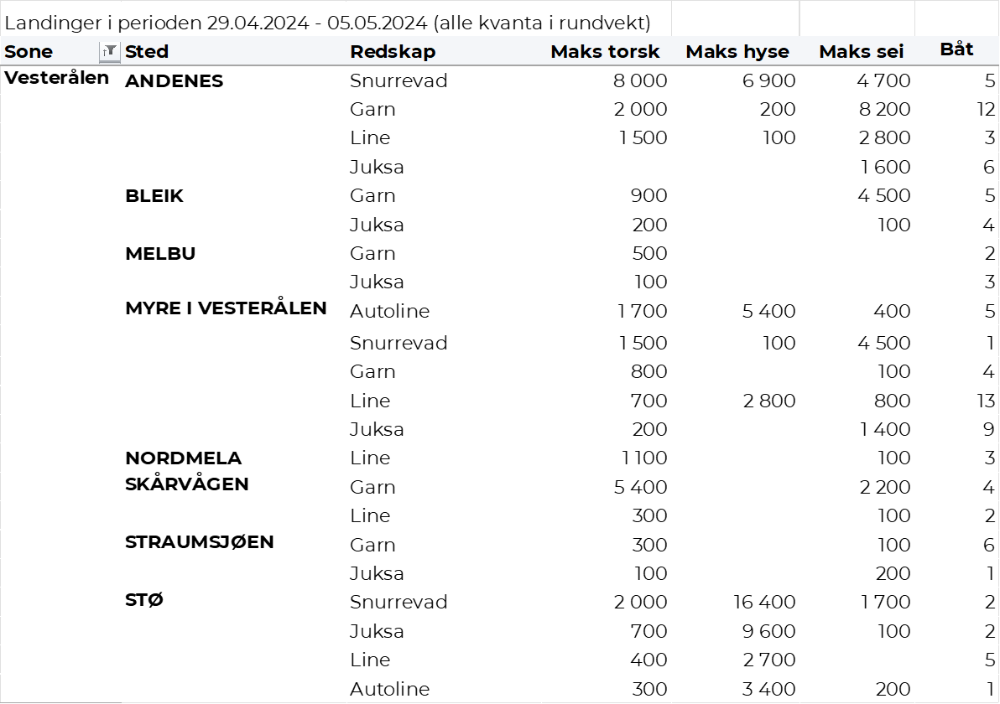 Landinger i perioden 29.04.2024 - 05.05.2024 (alle kvanta i rundvekt)
Sone Sted Redskap Maks torsk Maks hyse Maks sei Båt
Vesterålen ANDENES Snurrevad 8 000 6 900 4 700 5
Garn 2 000 200 8 200 12
Line 1 500 100 2 800 3
Juksa 1 600 6
BLEIK Garn 900 4 500 5
Juksa 200 100 4
MELBU Garn 500 2
Juksa 100 3
MYRE I VESTERÅLEN Autoline 1 700 5 400 400 5
Snurrevad 1 500 100 4 500 1
Garn 800 100 4
Line 700 2 800 800 13
Juksa 200 1 400 9
NORDMELA Line 1 100 100 3
SKÅRVÅGEN Garn 5 400 2 200 4
Line 300 100 2
STRAUMSJØEN Garn 300 100 6
Juksa 100 200 1
STØ Snurrevad 2 000 16 400 1 700 2
Juksa 700 9 600 100 2
Line 400 2 700 5
Autoline 300 3 400 200 1